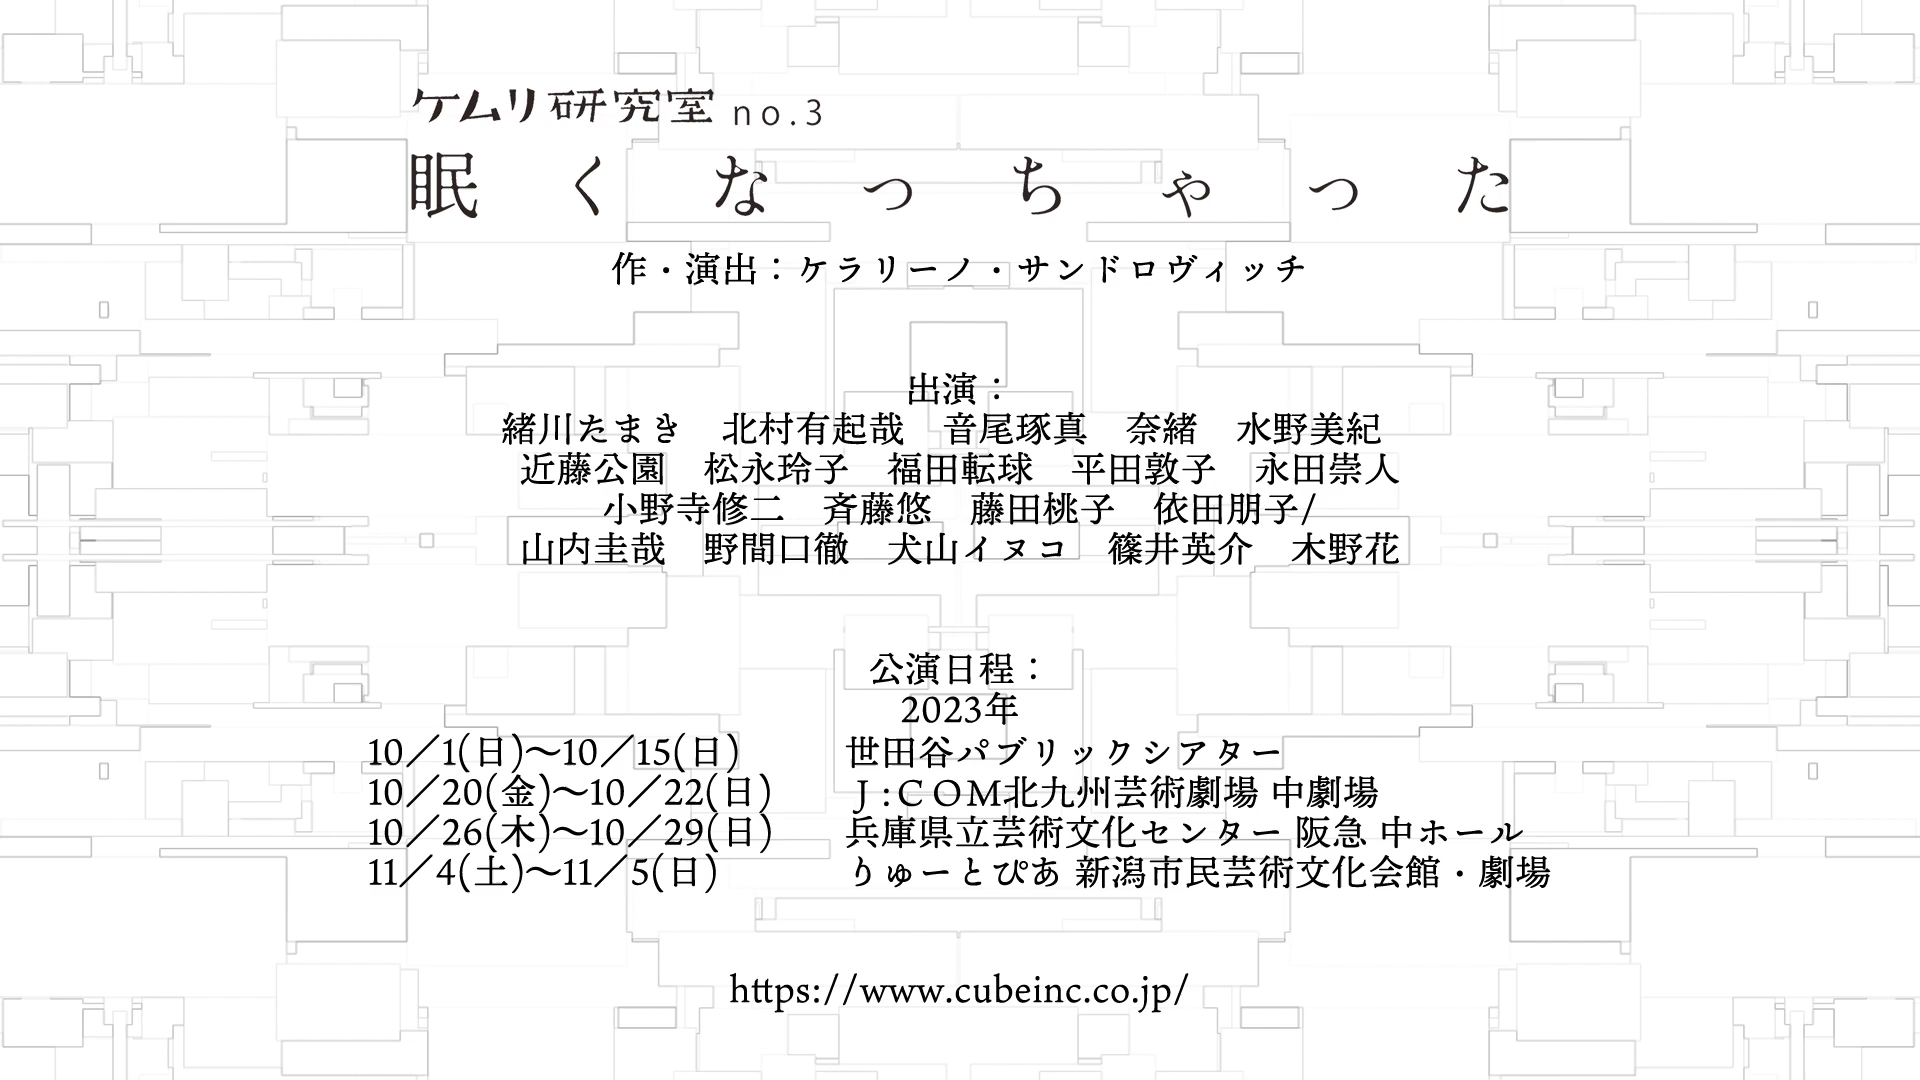 ケムリ研究室 no.3
眠くなっちゃった
作・演出：ケラリーノ・サンドロヴィッチ
出演：
緒川たまき　北村有起哉　音尾琢真　奈緒　水野美紀
近藤公園　松永玲子　福田転球　平田敦子　永田崇人
小野寺修二　斉藤悠　藤田桃子　依田朋子/
山内圭哉　野間口徹　犬山イヌコ　篠井英介　木野花
公演日程：
2023年
10／1(日)～10／15(日)　世田谷パブリックシアター
10／20(金)～10／22(日)　Ｊ:ＣＯＭ北九州芸術劇場 中劇場
10／26(木)～10／29(日)　兵庫県立芸術文化センター 阪急 中ホール
11／4(土)～11／5(日)　りゅーとぴあ 新潟市民芸術文化会館・劇場
https://www.cubeinc.co.jp/